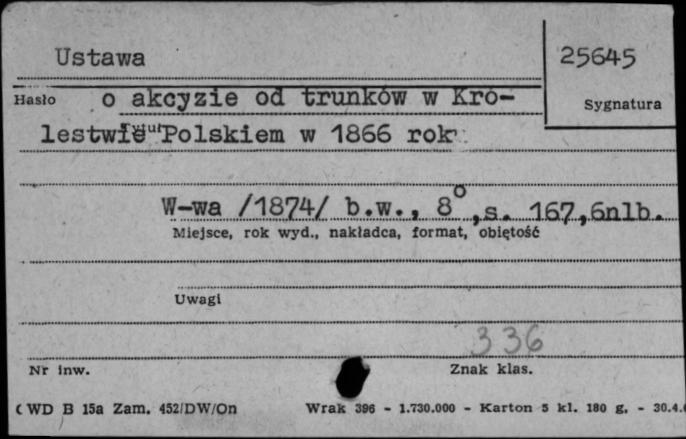 Ustawa
25645
Hasło o akcyzie od trunków w Kró-
Sygnatura
lestwie Polskiem w 1866 rok
W-wa /1874/ b.w., 8°, s. 167, 6nlb.
Miejsce, rok wyd., nakładca, format, objętość
Uwagi
336
Nr inw.
Znak klas.
CWD B 15a Zam. 452/DW/On Wrak 396 - 1.730.000 - Karton 5 kl. 180 g. - 30.4.